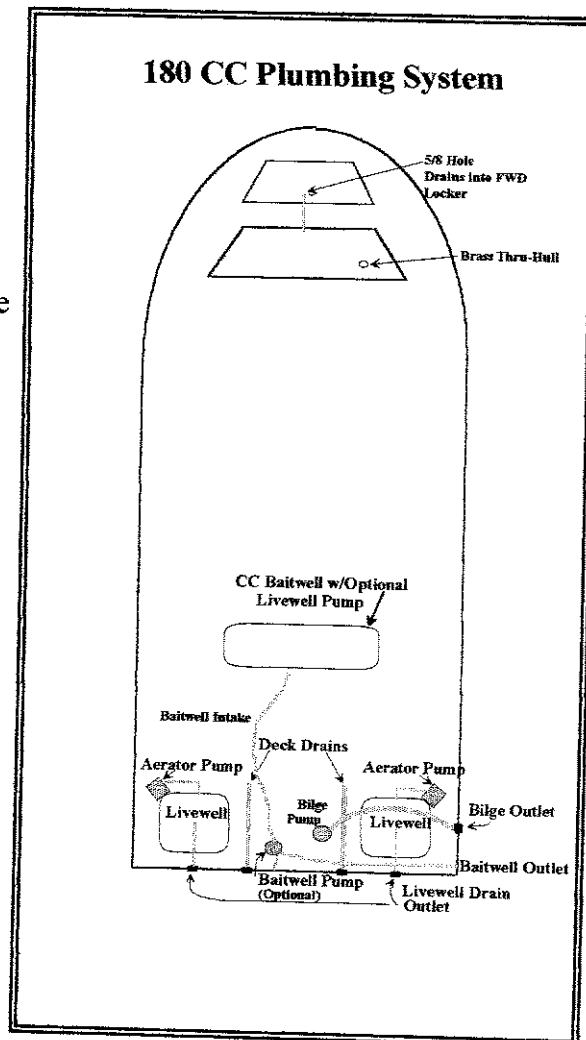 180 CC Plumbing System
5/8 Hole
Drains into FWD
Locker
Brass Thru-Hull
e
CC Baitwell w/Optional
Livewell Pump
Baitwell Intake
Deck Drains
Aerator Pump
Aerator Pump
Livewell
Bilge
Pump
Livewell
Bilge Outlet
Baitwell Outlet
Baitwell Pump
(Optional)
Livewell Drain
Outlet